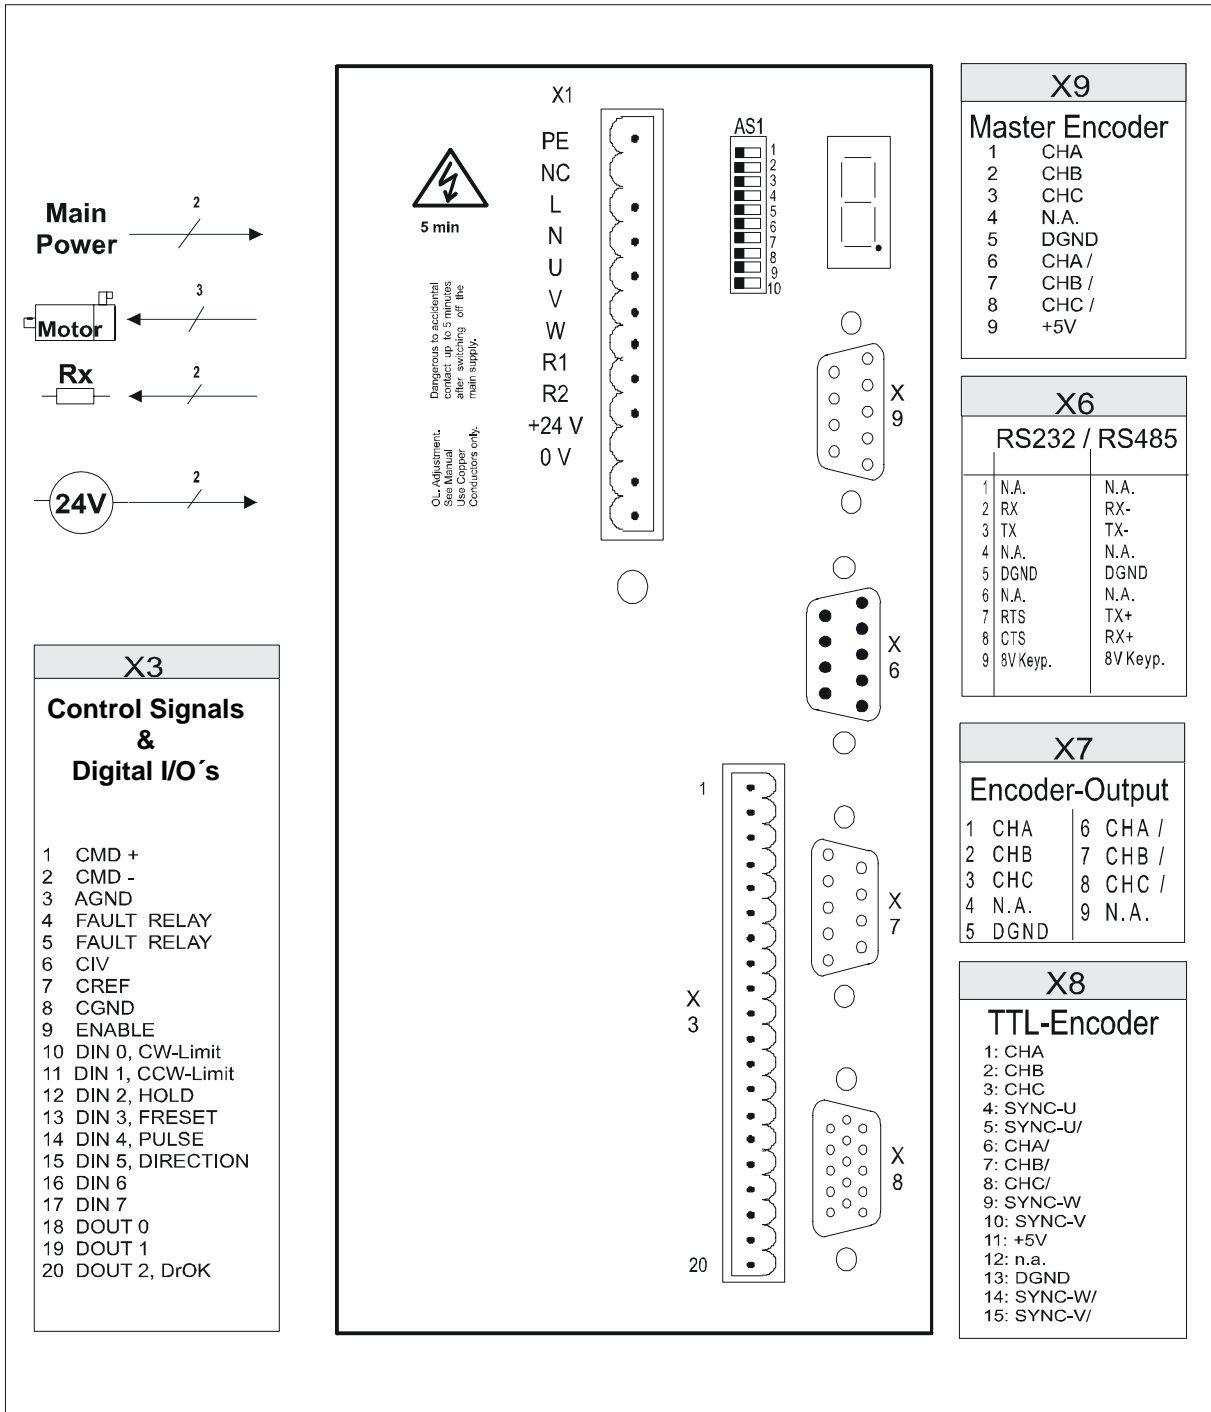 Main
Power
2
Motor
3
Rx
2
24V
2
X3
Control Signals
&
Digital I/O´s
1 CMD +
2 CMD -
3 AGND
4 FAULT RELAY
5 FAULT RELAY
6 CIV
7 CREF
8 CGND
9 ENABLE
10 DIN 0, CW-Limit
11 DIN 1, CCW-Limit
12 DIN 2, HOLD
13 DIN 3, FRESET
14 DIN 4, PULSE
15 DIN 5, DIRECTION
16 DIN 6
17 DIN 7
18 DOUT 0
19 DOUT 1
20 DOUT 2, DrOK
5 min
Dangerous to accidental
contact up to 5 minutes
after switching off the
main supply.
OL. Adjustment.
See Manual
Use Copper
Conductors only.
X1
PE
NC
L
N
U
V
W
R1
R2
+24 V
0 V
AS1
1
2
3
4
5
6
7
8
9
10
X
9
X
6
1
X
3
20
X
7
X
8
X9
Master Encoder
1 CHA
2 CHB
3 CHC
4 N.A.
5 DGND
6 CHA /
7 CHB /
8 CHC /
9 +5V
X6
RS232 / RS485
1 N.A. N.A.
2 RX RX-
3 TX TX-
4 N.A. N.A.
5 DGND DGND
6 N.A. N.A.
7 RTS TX+
8 CTS RX+
9 8V Keyp. 8V Keyp.
X7
Encoder-Output
1 CHA
2 CHB
3 CHC
4 N.A.
5 DGND
6 CHA /
7 CHB /
8 CHC /
9 N.A.
X8
TTL-Encoder
1: CHA
2: CHB
3: CHC
4: SYNC-U
5: SYNC-U/
6: CHA/
7: CHB/
8: CHC/
9: SYNC-W
10: SYNC-V
11: +5V
12: n.a.
13: DGND
14: SYNC-W/
15: SYNC-V/